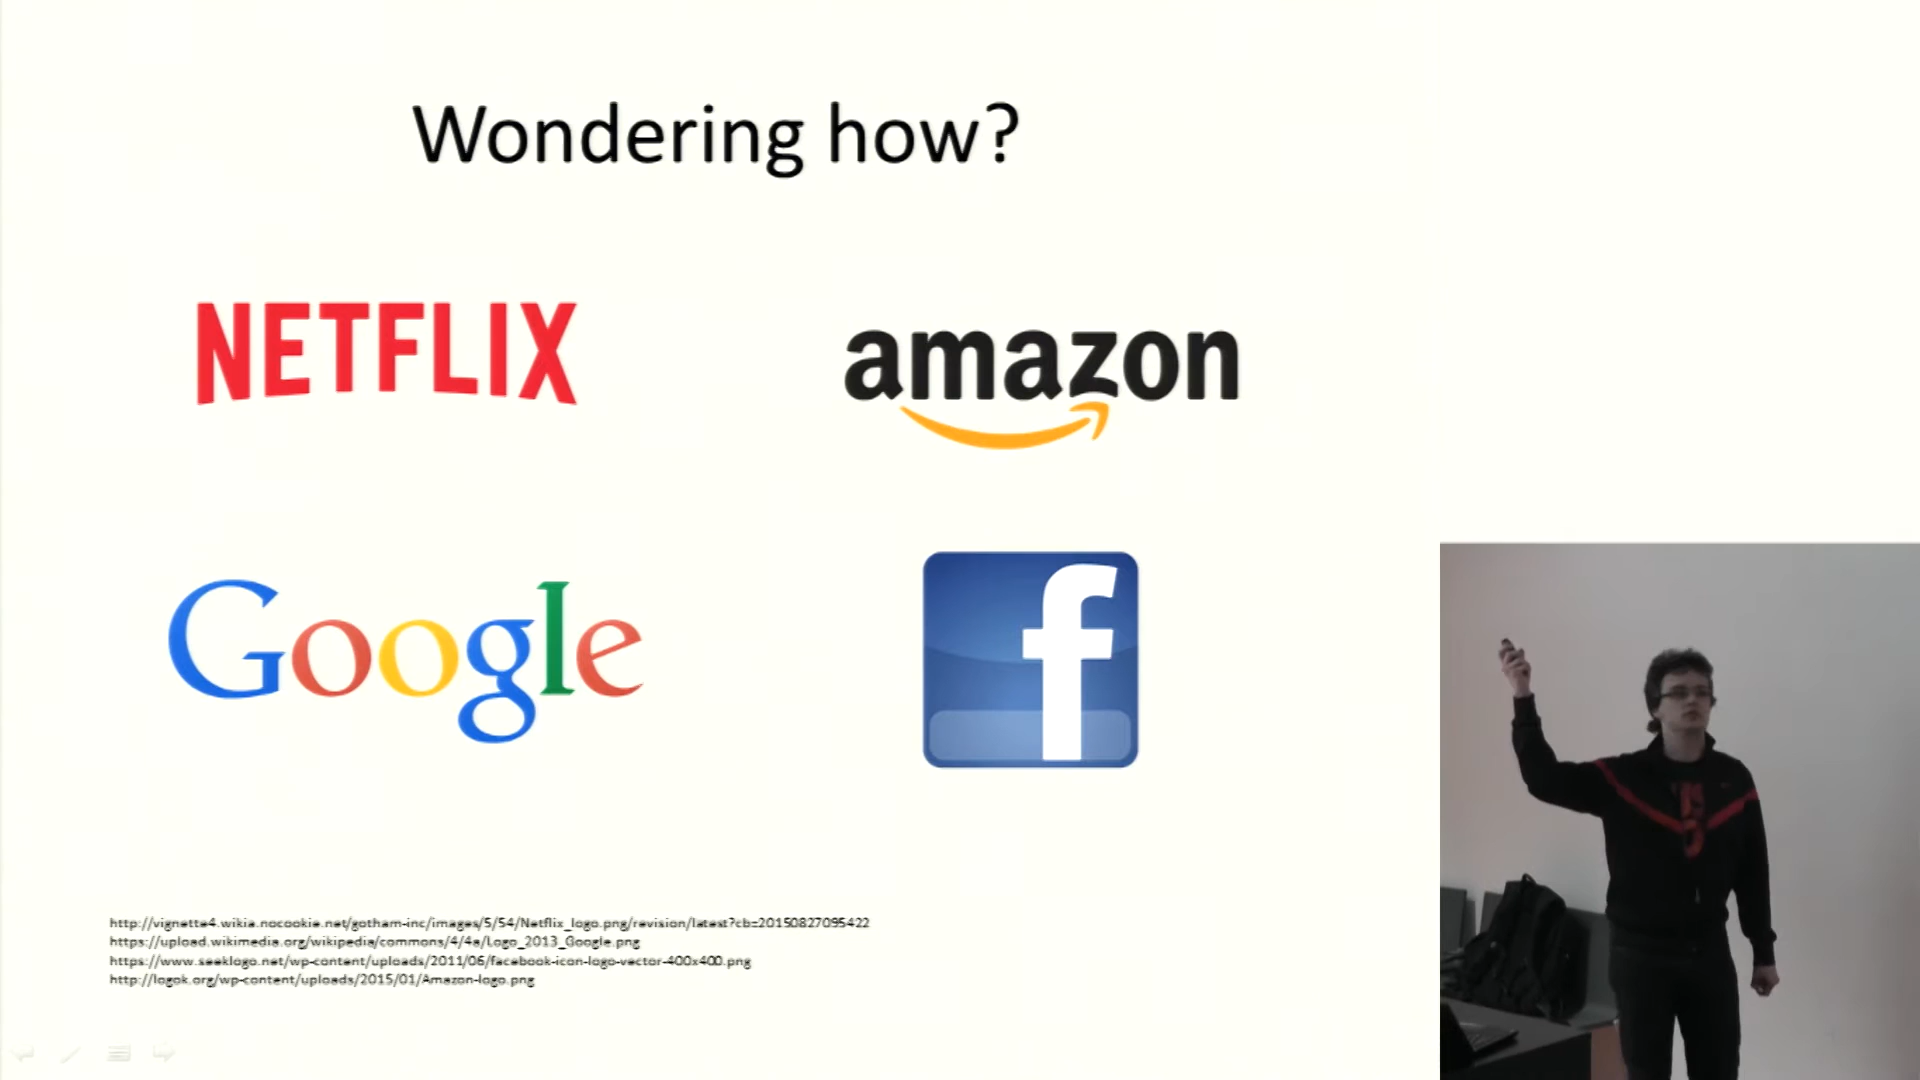 Wondering how?
NETFLIX
amazon
Google
f
http://vignette4.wikia.nocookie.net/gotham-inc/images/5/54/Netflix_logo.png/revision/latest?cb=20150827095422
https://upload.wikimedia.org/wikipedia/commons/4/4a/Logo_2013_Google.png
https://www.seeklogo.net/wp-content/uploads/2011/06/facebook-icon-logo-vector-400x400.png
http://logok.org/wp-content/uploads/2015/01/Amazon-logo.png